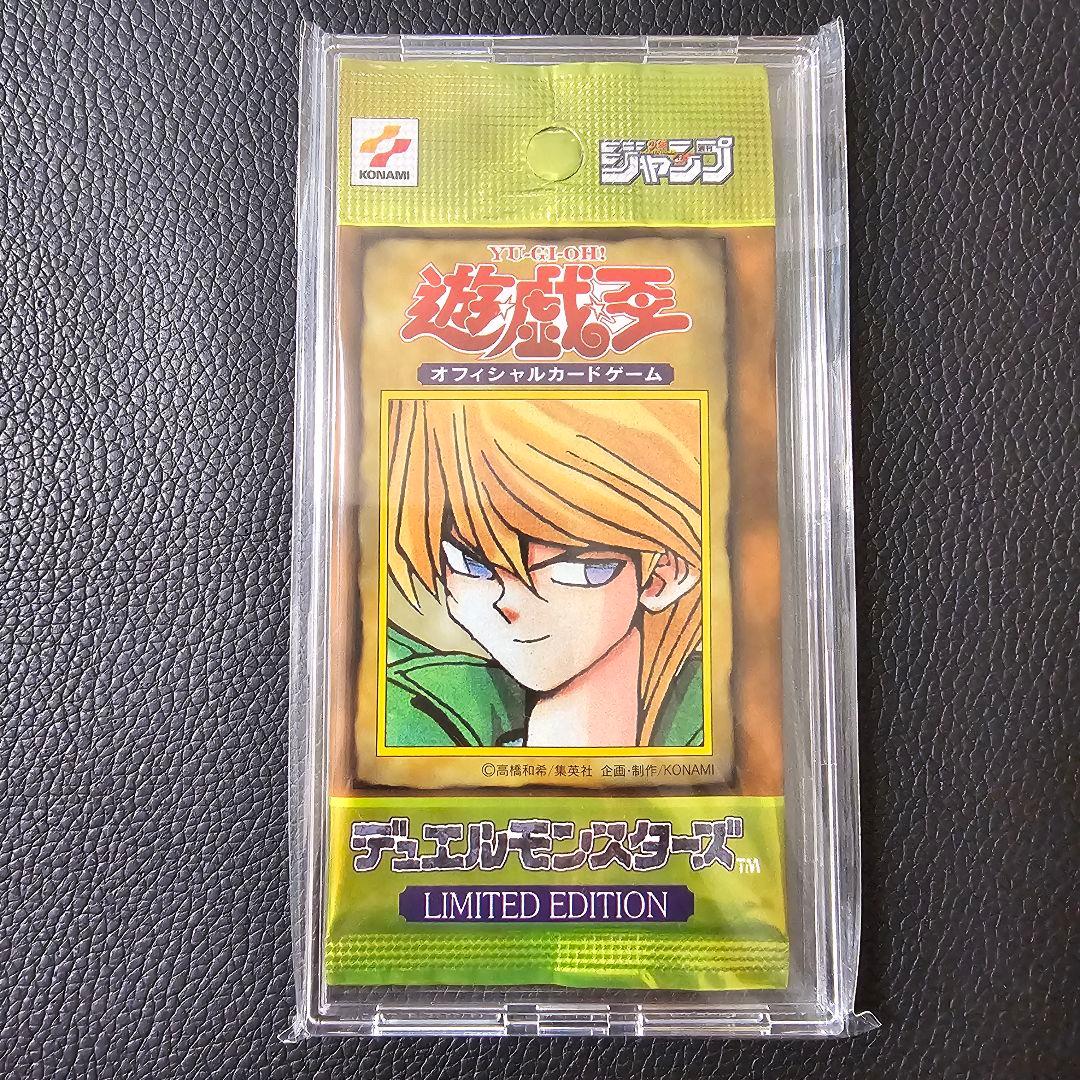 KONAMI
週刊少年ジャンプ
YU-GI-OH!
遊☆戯☆王
オフィシャルカードゲーム
©高橋和希/集英社 企画・制作/KONAMI
デュエルモンスターズ™
LIMITED EDITION